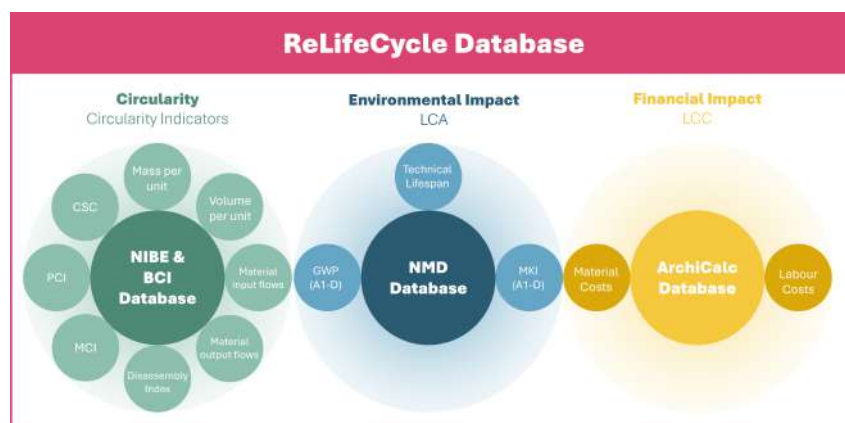 ReLifeCycle Database
Circularity
Circularity Indicators
Mass per
unit
CSC
Volume
per unit
PCI
NIBE &
BCI
Database
Material
input flows
MCI
Material
output flows
Disassembly
Index
Environmental Impact
LCA
Technical
Lifespan
GWP
(A1-D)
NMD
Database
MKI
(A1-D)
Financial Impact
LCC
Material
Costs
ArchiCalc
Database
Labour
Costs